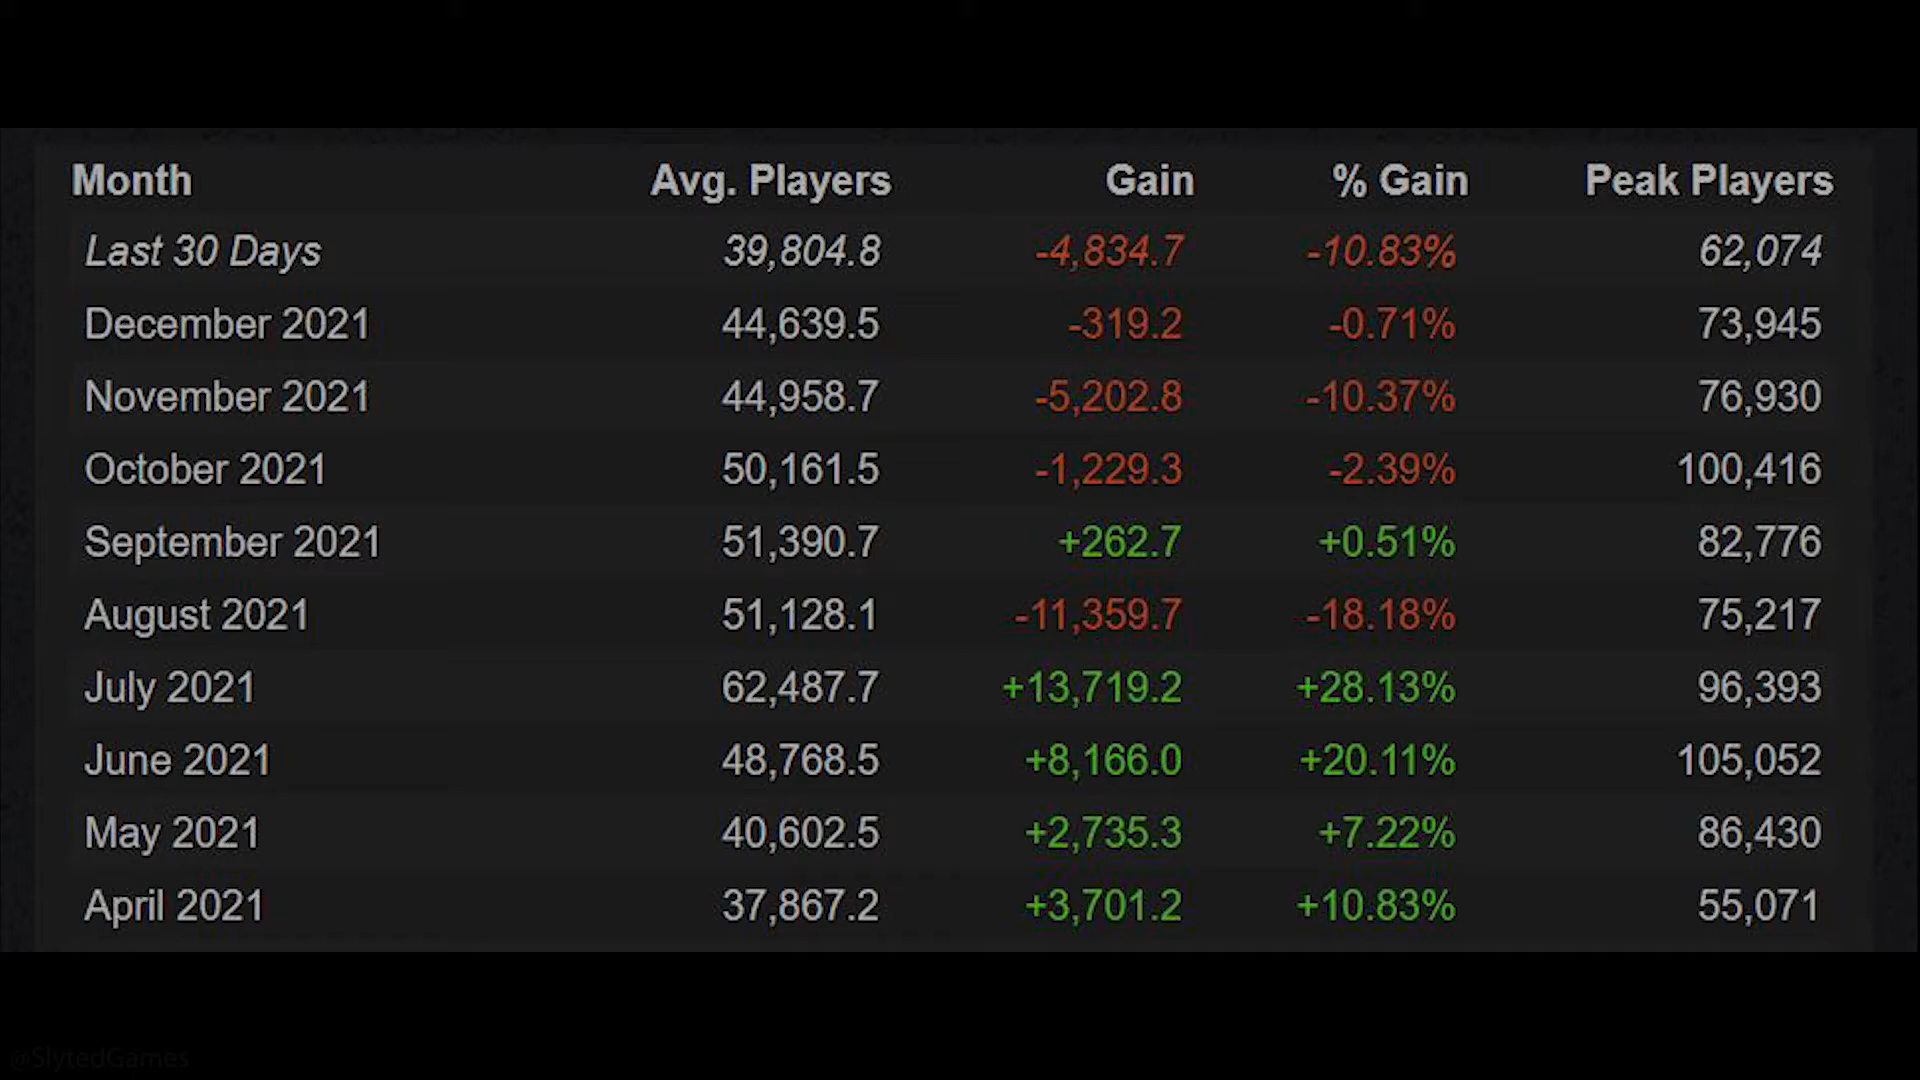 Month Avg. Players Gain % Gain Peak Players
Last 30 Days 39,804.8 -4,834.7 -10.83% 62,074
December 2021 44,639.5 -319.2 -0.71% 73,945
November 2021 44,958.7 -5,202.8 -10.37% 76,930
October 2021 50,161.5 -1,229.3 -2.39% 100,416
September 2021 51,390.7 +262.7 +0.51% 82,776
August 2021 51,128.1 -11,359.7 -18.18% 75,217
July 2021 62,487.7 +13,719.2 +28.13% 96,393
June 2021 48,768.5 +8,166.0 +20.11% 105,052
May 2021 40,602.5 +2,735.3 +7.22% 86,430
April 2021 37,867.2 +3,701.2 +10.83% 55,071
@SlytedGames